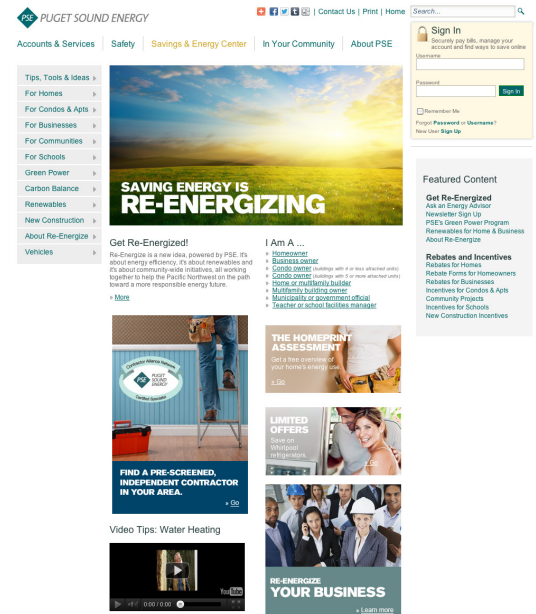 PSE PUGET SOUND ENERGY
| Contact Us | Print | Home
Search...
Accounts & Services
Safety
Savings & Energy Center
In Your Community
About PSE
Sign In
Securely pay bills, manage your
account and find ways to save online
Username
Password
Sign In
Remember Me
Forgot Password or Username?
New User Sign Up
Tips, Tools & Ideas
For Homes
For Condos & Apts
For Businesses
For Communities
For Schools
Green Power
Carbon Balance
Renewables
New Construction
About Re-Energize
Vehicles
SAVING ENERGY IS
RE-ENERGIZING
Get Re-Energized!
Re-Energize is a new idea, powered by PSE. It's
about energy efficiency, it's about renewables and
it's about community-wide initiatives, all working
together to help the Pacific Northwest on the path
toward a more responsible energy future.
» More
I Am A ...
» Homeowner
» Business owner
» Condo owner (buildings with 4 or less attached units)
» Condo owner (buildings with 5 or more attached units)
» Home or multifamily builder
» Multifamily building owner
» Municipality or government official
» Teacher or school facilities manager
Featured Content
Get Re-Energized
Ask an Energy Advisor
Newsletter Sign Up
PSE's Green Power Program
Renewables for Home & Business
About Re-Energize
Rebates and Incentives
Rebates for Homes
Rebate Forms for Homeowners
Rebates for Businesses
Incentives for Condos & Apts
Community Projects
Incentives for Schools
New Construction Incentives
Contractor Alliance Network
PSE PUGET
SOUND
ENERGY
Certified Specialist
FIND A PRE-SCREENED,
INDEPENDENT CONTRACTOR
IN YOUR AREA.
» Go
THE HOMEPRINT
ASSESSMENT
Get a free overview of
your home's energy use.
» Go
LIMITED
OFFERS
Save on
Whirlpool
refrigerators.
» Go
RE-ENERGIZE
YOUR BUSINESS
» Learn more
Video Tips: Water Heating
YouTube
0:00 / 0:00